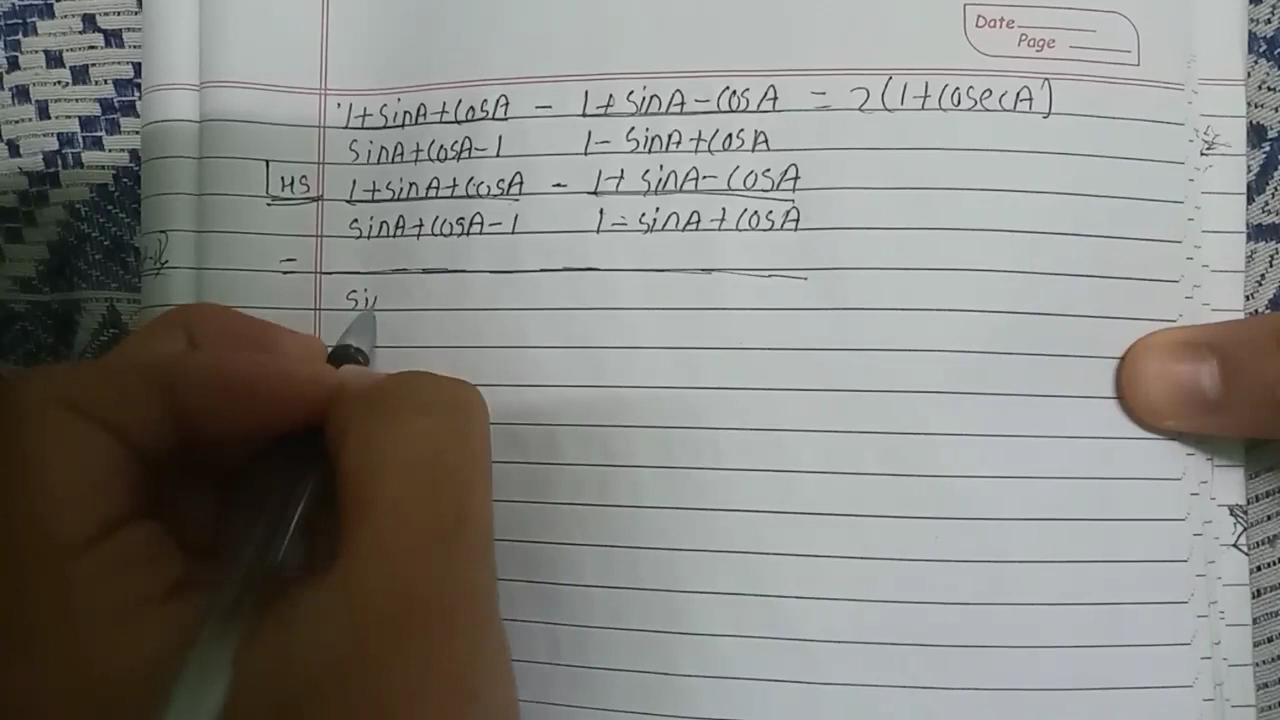 Date
Page
1+sinA+cosA - 1+sinA-cosA = 2(1+cosecA)
sinA+cosA-1 1-sinA+cosA
LHS 1+sinA+cosA - 1+sinA-cosA
sinA+cosA-1 1-sinA+cosA
-